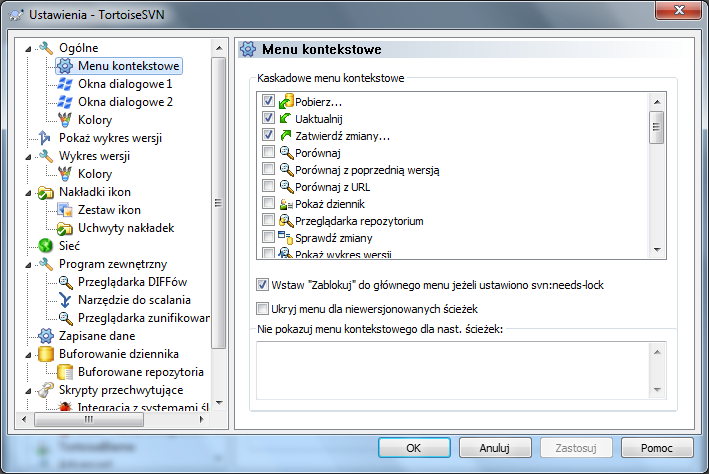 Ustawienia - TortoiseSVN
Ogólne
Menu kontekstowe
Okna dialogowe 1
Okna dialogowe 2
Kolory
Pokaż wykres wersji
Wykres wersji
Kolory
Nakładki ikon
Zestaw ikon
Uchwyty nakładek
Sieć
Program zewnętrzny
Przeglądarka DIFFów
Narzędzie do scalania
Przeglądarka zunifikowan
Zapisane dane
Buforowanie dziennika
Buforowane repozytoria
Skrypty przechwytujące
Integracja z systemami śl
Menu kontekstowe
Kaskadowe menu kontekstowe
Pobierz...
Uaktualnij
Zatwierdź zmiany...
Porównaj
Porównaj z poprzednią wersją
Porównaj z URL
Pokaż dziennik
Przeglądarka repozytorium
Sprawdź zmiany
Pokaż wykres wersji
Wstaw "Zablokuj" do głównego menu jeżeli ustawiono svn:needs-lock
Ukryj menu dla niewersjonowanych ścieżek
Nie pokazuj menu kontekstowego dla nast. ścieżek:
OK
Anuluj
Zastosuj
Pomoc